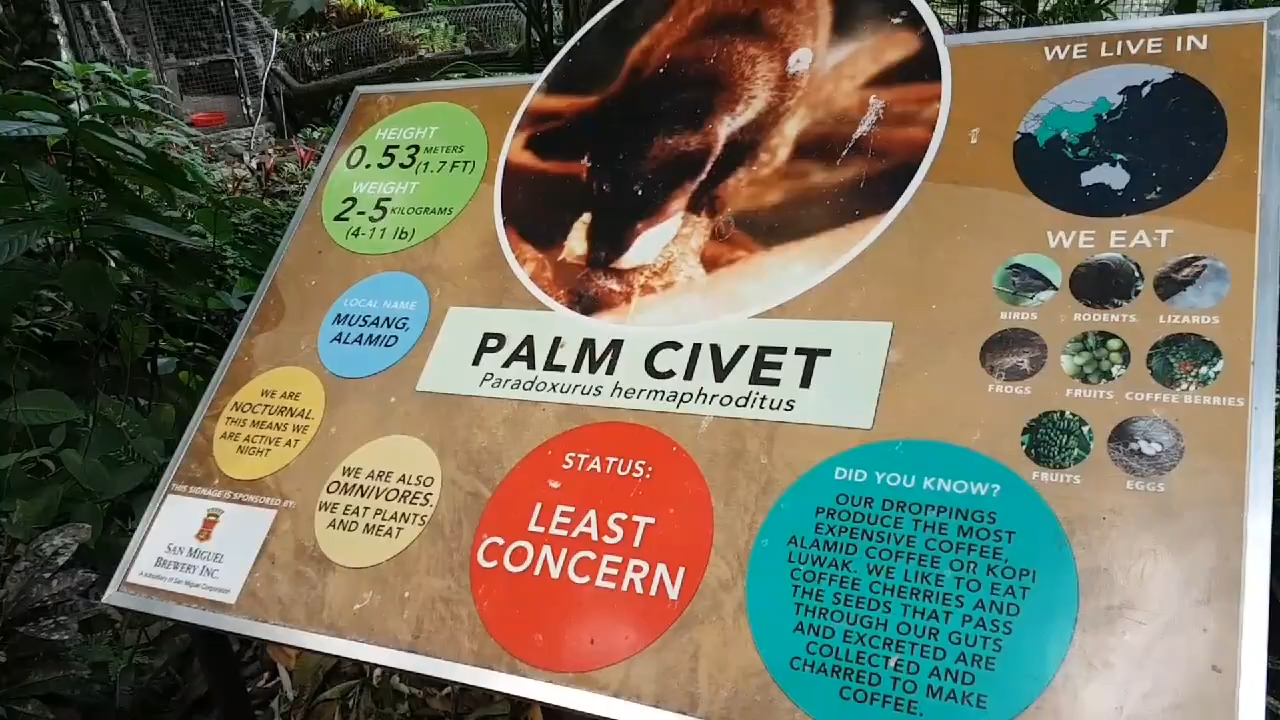 HEIGHT
0.53 METERS
(1.7 FT)
WEIGHT
2-5 KILOGRAMS
(4-11 lb)
LOCAL NAME
MUSANG,
ALAMID
WE ARE
NOCTURNAL.
THIS MEANS WE
ARE ACTIVE AT
NIGHT
WE ARE ALSO
OMNIVORES.
WE EAT PLANTS
AND MEAT
THIS SIGNAGE IS SPONSORED BY:
SAN MIGUEL
BREWERY INC.
A subsidiary of San Miguel Corporation
PALM CIVET
Paradoxurus hermaphroditus
STATUS:
LEAST
CONCERN
DID YOU KNOW?
OUR DROPPINGS
PRODUCE THE MOST
EXPENSIVE COFFEE,
ALAMID COFFEE OR KOPI
LUWAK. WE LIKE TO EAT
COFFEE CHERRIES AND
THE SEEDS THAT PASS
THROUGH OUR GUTS
AND EXCRETED ARE
COLLECTED AND
CHARRED TO MAKE
COFFEE.
WE LIVE IN
WE EAT
BIRDS RODENTS LIZARDS
FROGS FRUITS COFFEE BERRIES
FRUITS EGGS